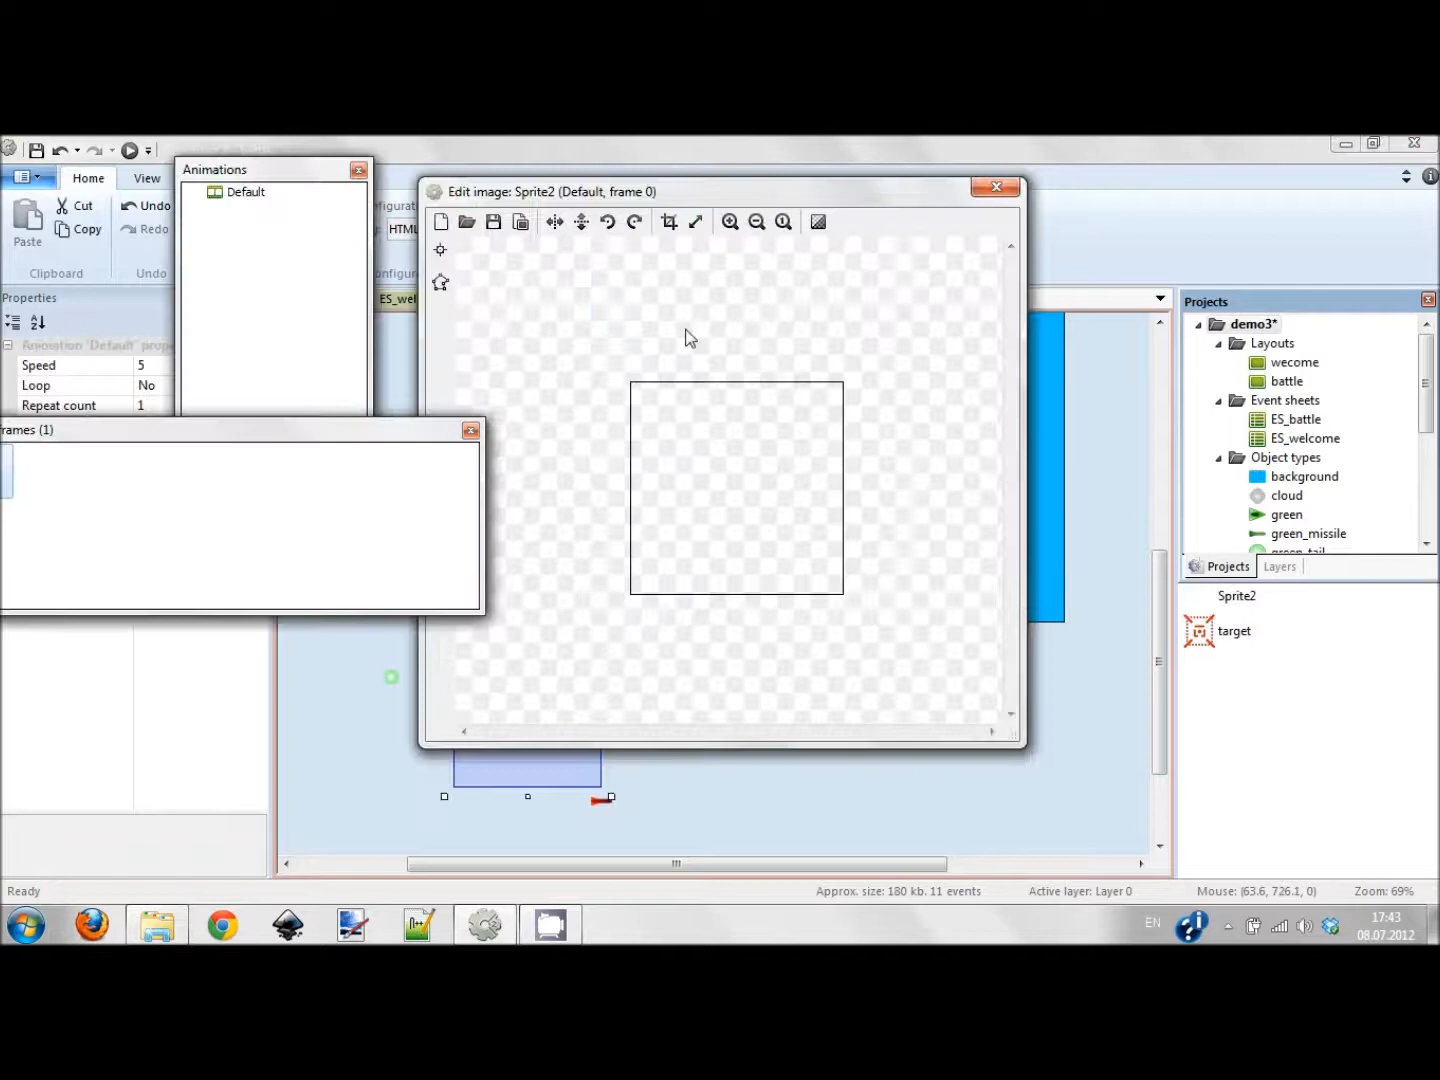 Home
View
Paste
Cut
Copy
Clipboard
Undo
Redo
Undo
HTML
Properties
Speed 5
Loop No
Repeat count 1
Animations
Default
rames (1)
Edit image: Sprite2 (Default, frame 0)
ES_wel
Projects
demo3*
Layouts
wecome
battle
Event sheets
ES_battle
ES_welcome
Object types
background
cloud
green
green_missile
green_tail
Projects
Layers
Sprite2
target
Ready
Approx. size: 180 kb. 11 events
Active layer: Layer 0
Mouse: (63.6, 726.1, 0)
Zoom: 69%
EN
17:43
08.07.2012